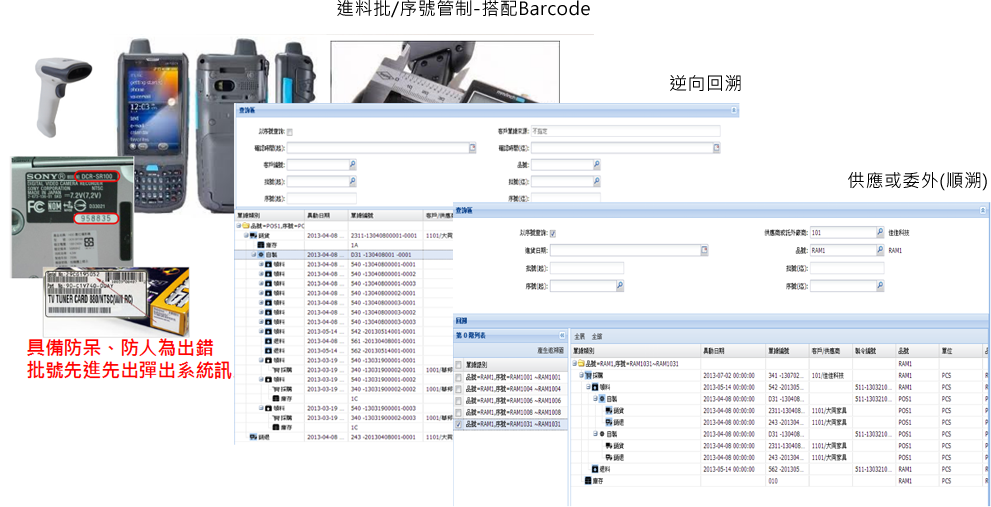 進料批/序號管制-搭配Barcode
逆向回溯
供應或委外(順溯)
SONY DCR-SR100
DIGITAL VIDEO CAMERA RECORDER
SONY CORPORATION NTSC
MADE IN JAPAN
7.2V(7.2V)
FC NOM
958835
TV TUNER CARD 880/NTSC(W/I RC)
具備防呆、防人為出錯
批號先進先出彈出系統訊
查詢區
以序號查詢:
客戶單據來源: 不指定
確認時間(起):
確認時間(迄):
客戶編號:
品號:
批號(起):
批號(迄):
序號(起):
序號(迄):
單據類別 異動日期 單據編號 客戶/供應
品號=POS1,序號=PC
銷貨 2013-04-08 ... 2311-13040800001-0001 1101/大同
庫存 1A
自製 2013-04-08 ... D31 -130408001 -0001
領料 2013-04-08 ... 540 -13040800001-0001
領料 2013-04-08 ... 540 -13040800001-0002
領料 2013-04-08 ... 540 -13040800001-0003
領料 2013-04-08 ... 540 -13040800002-0001
領料 2013-04-08 ... 540 -13040800003-0001
領料 2013-04-08 ... 540 -13040800003-0002
領料 2013-04-08 ... 540 -13040800003-0003
領料 2013-05-14 ... 542 -20130514001-0001
退料 2013-04-08 ... 561 -20130408001-0001
退料 2013-05-14 ... 562 -20130514001-0001
領料 2013-03-19 ... 540 -13031900001-0001
採購 2013-03-19 ... 340 -13031900002-0001 1001/華
領料 2013-03-19 ... 540 -13031900001-0002
採購 2013-03-19 ... 340 -13031900002-0002 1001/華
庫存 1C
領料 2013-03-19 ... 540 -13031900001-0003
採購 2013-03-19 ... 340 -13031900002-0003 1001/華
庫存 1C
銷退 2013-04-08 ... 243 -20130408001-0001 1101/大同
查詢區
以序號查詢:
供應商或托外廠商: 101 佳佳科技
進貨日期:
品號: RAM1 RAM1
批號(起):
批號(迄):
序號(起):
序號(迄):
回溯
第 0 階列表
產生追溯圖
單據類別
品號=RAM1,序號=RAM1001 ~RAM1001
品號=RAM1,序號=RAM1004 ~RAM1004
品號=RAM1,序號=RAM1006 ~RAM1006
品號=RAM1,序號=RAM1008 ~RAM1008
品號=RAM1,序號=RAM1031 ~RAM1031
全展 全縮
單據類別 異動日期 單據編號 客戶/供應商 製令編號 品號 單位
品號=RAM1,序號=RAM1031~RAM1031 RAM1
採購 2013-07-02 00:00:00 341 -130702... 101/佳佳科技 RAM1 PCS
領料 2013-05-14 00:00:00 542 -201305... 511-1303210... RAM1 PCS
自製 2013-04-08 00:00:00 D31 -130408... 511-1303210... POS1 PCS
銷貨 2013-04-08 00:00:00 2311-130408... 1101/大同家具 POS1 PCS
銷退 2013-04-08 00:00:00 243 -201304... 1101/大同家具 POS1 PCS
自製 2013-04-08 00:00:00 D31 -130408... 511-1303210... POS1 PCS
銷貨 2013-04-08 00:00:00 2311-130408... 1101/大同家具 POS1 PCS
銷退 2013-04-08 00:00:00 243 -201304... 1101/大同家具 POS1 PCS
退料 2013-05-14 00:00:00 562 -201305... 511-1303210... RAM1 PCS
庫存 010 RAM1 PCS